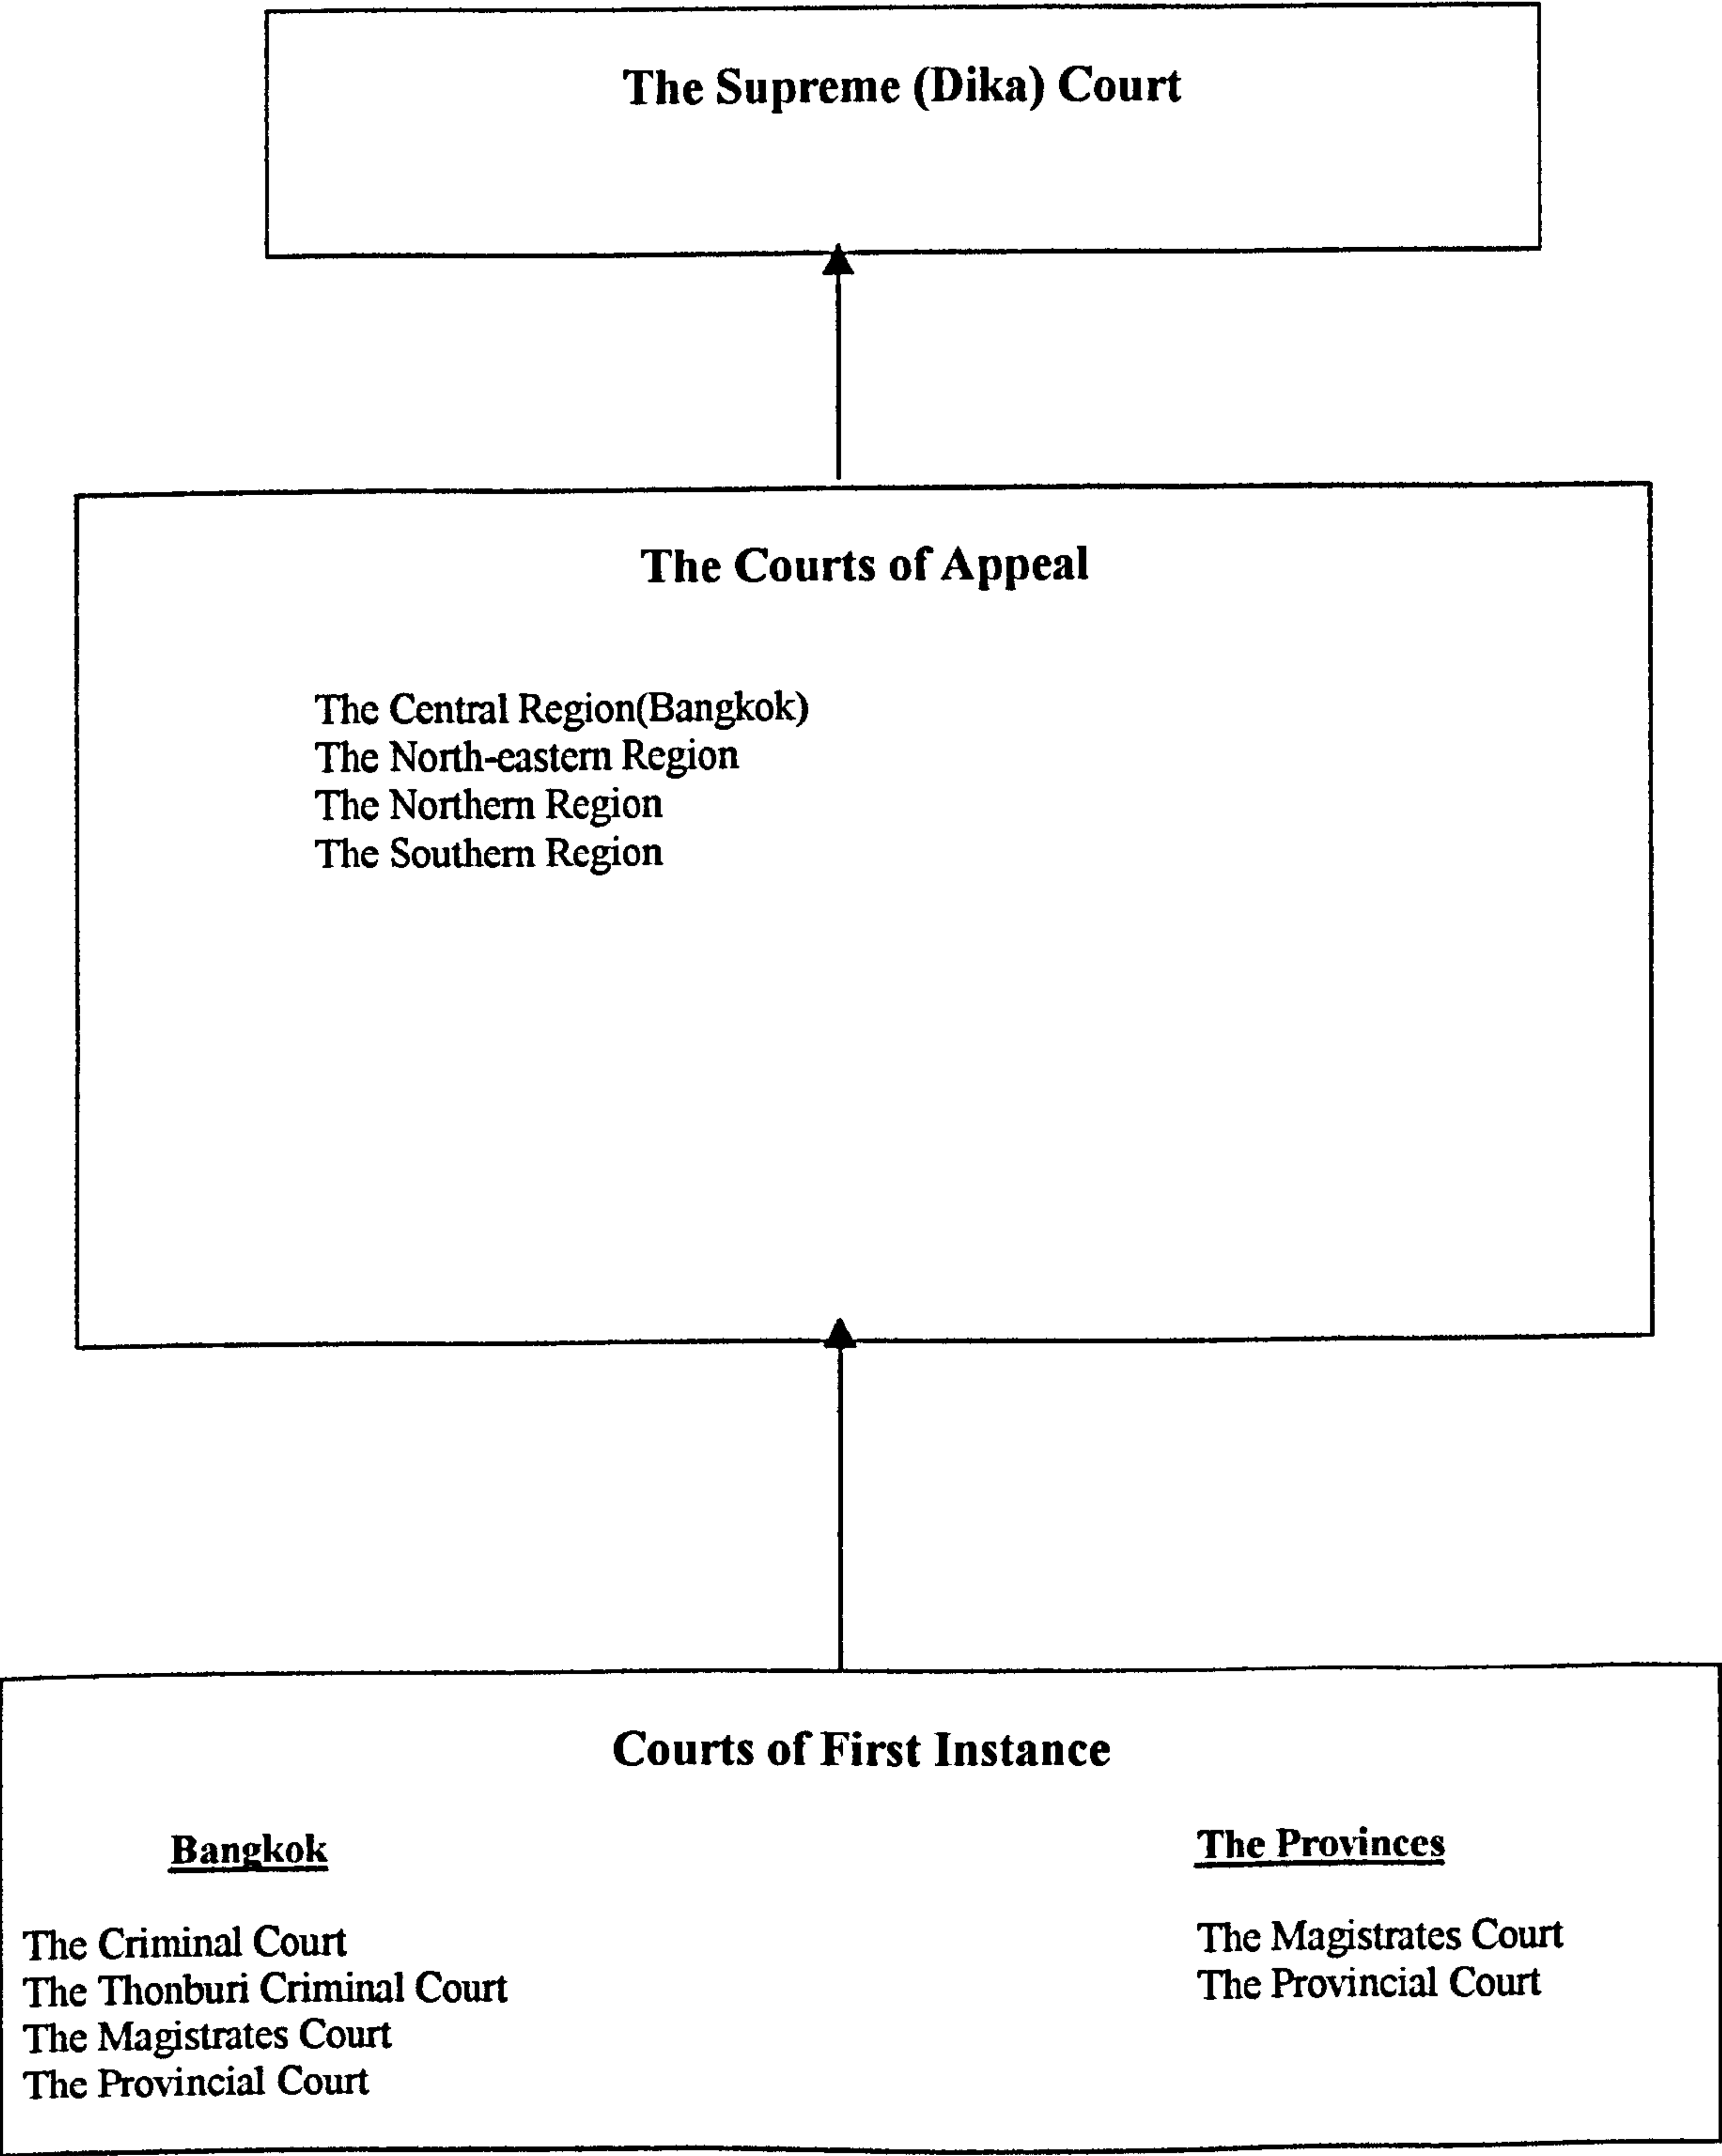 The Supreme (Dika) Court
The Courts of Appeal
The Central Region(Bangkok)
The North-eastern Region
The Northern Region
The Southern Region
Courts of First Instance
Bangkok
The Criminal Court
The Thonburi Criminal Court
The Magistrates Court
The Provincial Court
The Provinces
The Magistrates Court
The Provincial Court